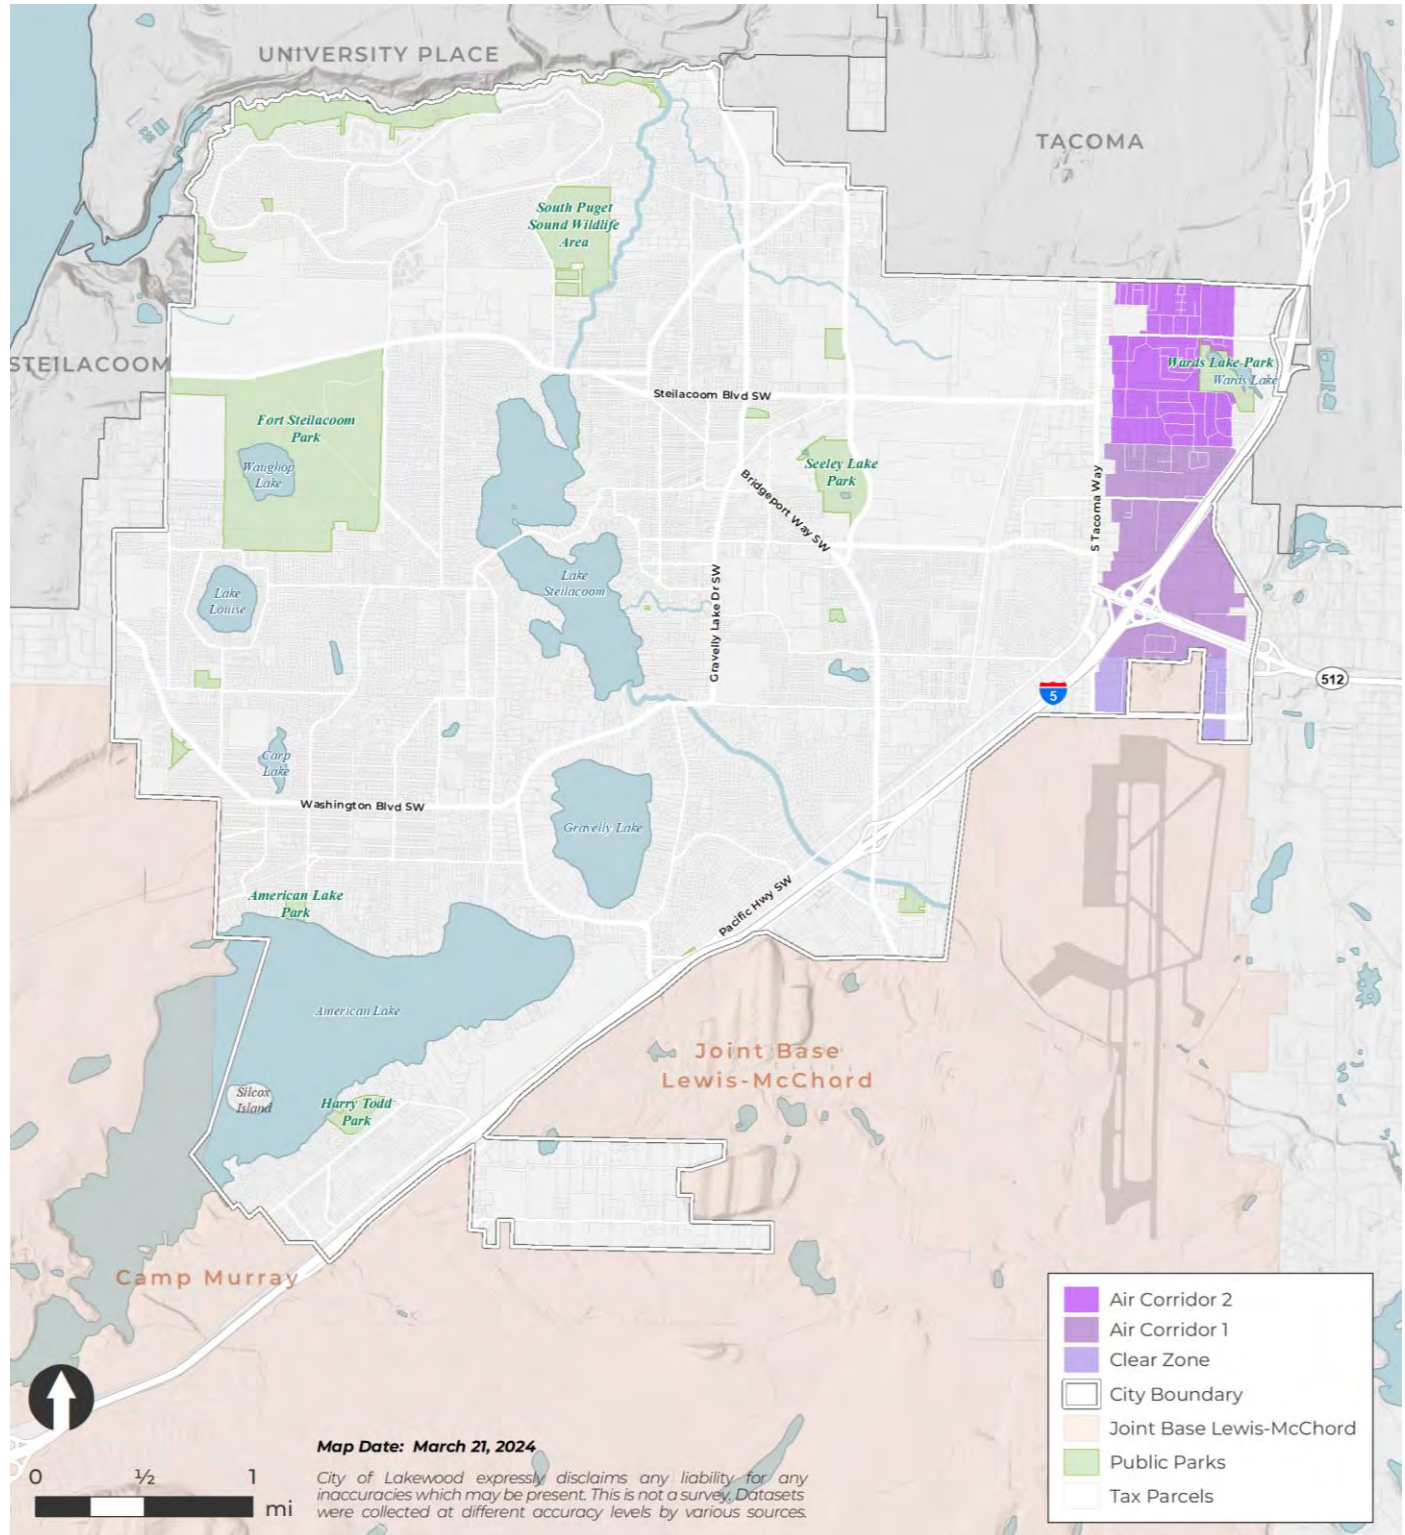 UNIVERSITY PLACE
TACOMA
South Puget
Sound Wildlife
Area
STEILACOOM
Wards Lake Park
Wards Lake
Steilacoom Blvd SW
Fort Steilacoom
Park
Waughop
Lake
Seeley Lake
Park
Bridgeport Way SW
S Tacoma Way
Lake
Steilacoom
Lake
Louise
Gravelly Lake Dr SW
512
5
Carp
Lake
Washington Blvd SW
Gravelly Lake
American Lake
Park
Pacific Hwy SW
American Lake
Joint Base
Lewis-McChord
Silcox
Island
Harry Todd
Park
Camp Murray
Air Corridor 2
Air Corridor 1
Clear Zone
City Boundary
Joint Base Lewis-McChord
Public Parks
Tax Parcels
0 ½ 1
mi
Map Date: March 21, 2024
City of Lakewood expressly disclaims any liability for any
inaccuracies which may be present. This is not a survey. Datasets
were collected at different accuracy levels by various sources.